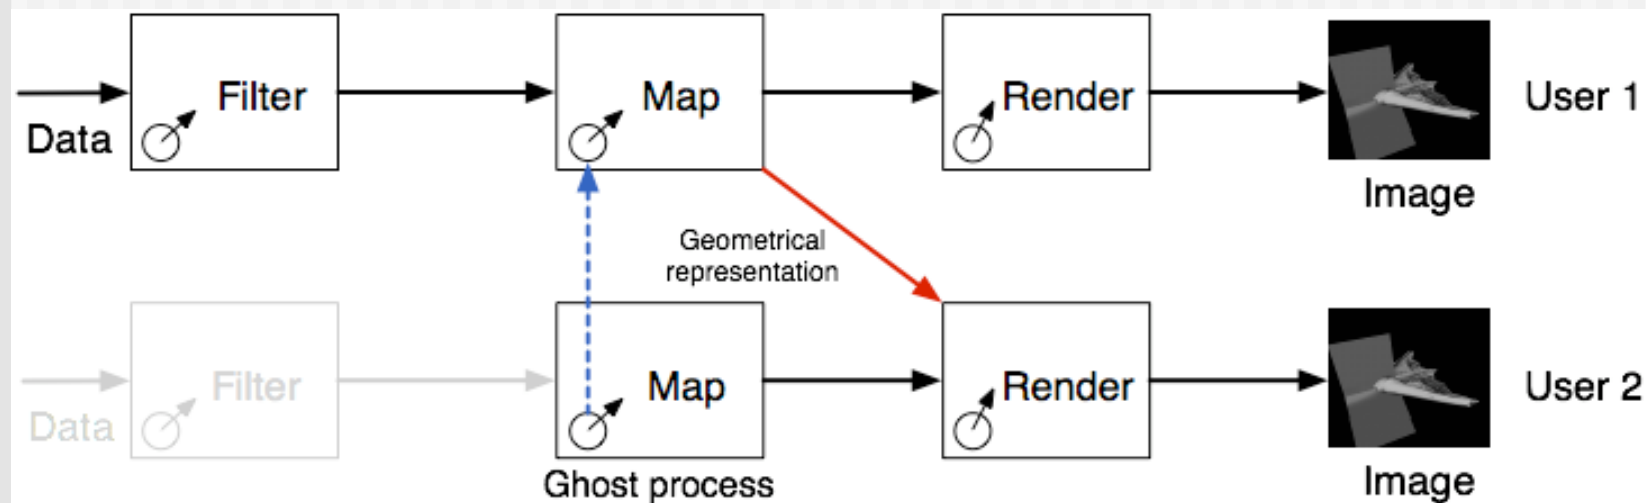 Filter
Map
Render
User 1
Data
Image
Geometrical
representation
Filter
Map
Render
User 2
Data
Ghost process
Image